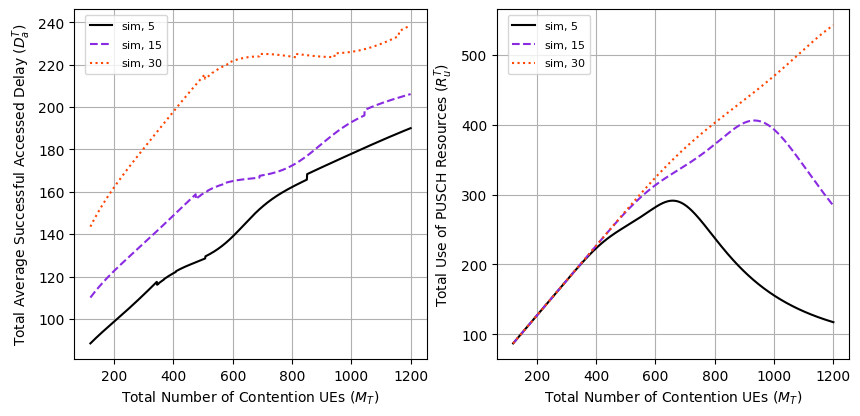 Total Average Successful Accessed Delay ($D_a^T$)
240
220
200
180
160
140
120
100
sim, 5
sim, 15
sim, 30
200 400 600 800 1000 1200
Total Number of Contention UEs ($M_T$)
Total Use of PUSCH Resources ($R_u^T$)
500
400
300
200
100
sim, 5
sim, 15
sim, 30
200 400 600 800 1000 1200
Total Number of Contention UEs ($M_T$)